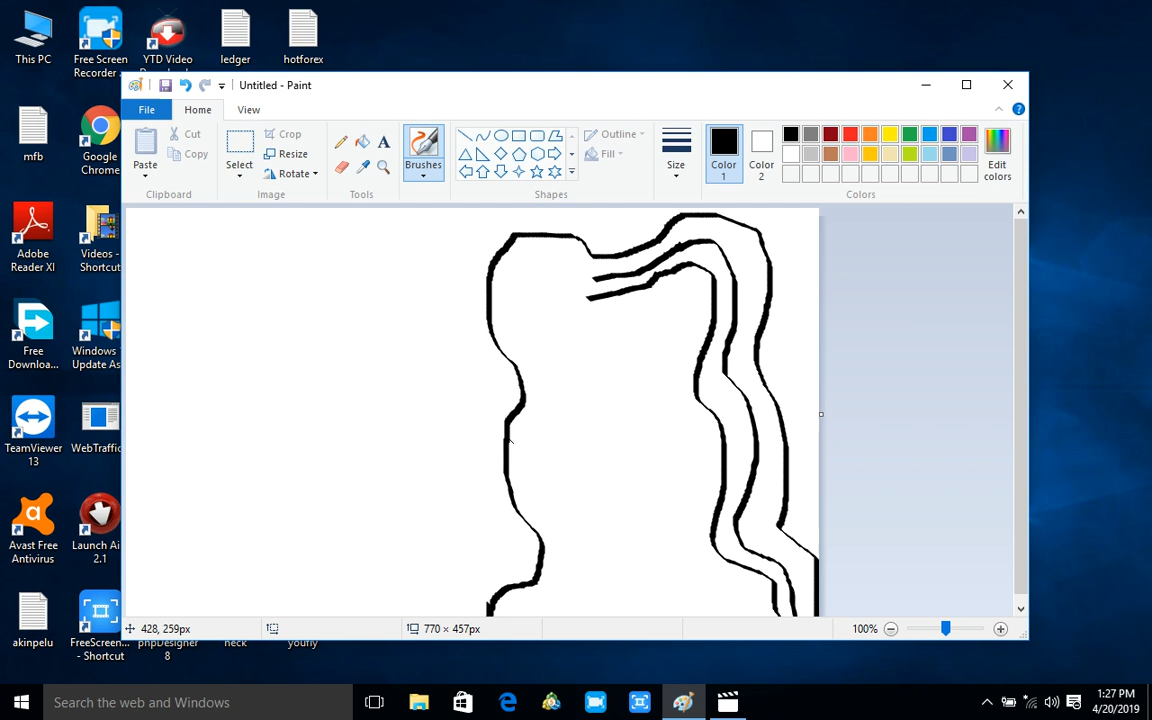 This PC
Free Screen Recorder ...
YTD Video
ledger
hotforex
mfb
Google Chrome
Adobe Reader XI
Videos - Shortcut
Free Downloa...
Windows
Update As
TeamViewer 13
WebTraffic
Avast Free Antivirus
Launch Ai
2.1
akinpelu
FreeScreen... - Shortcut
phpDesigner 8
neck
youfly
Untitled - Paint
File
Home
View
Paste
Cut
Copy
Clipboard
Select
Crop
Resize
Rotate
Image
A
Tools
Brushes
Outline
Fill
Shapes
Size
Color 1
Color 2
Edit colors
Colors
428, 259px
770 × 457px
100%
Search the web and Windows
1:27 PM
4/20/2019